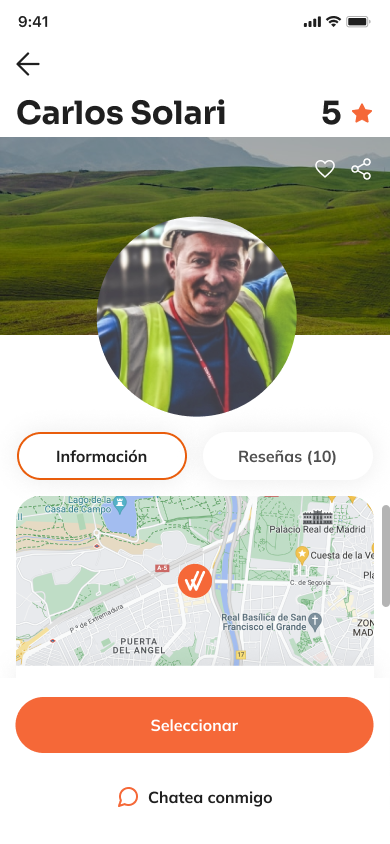 9:41
Carlos Solari
5
Información
Reseñas (10)
Lago de la
Casa de Campo
Palacio Real de Madrid
Cuesta de la Ve
A-5
C. de Segovia
Pla
P.º de Extremadura
Real Basílica de San
Francisco el Grande
PUERTA
DEL ANGEL
ZON
MAD
17
Seleccionar
Chatea conmigo